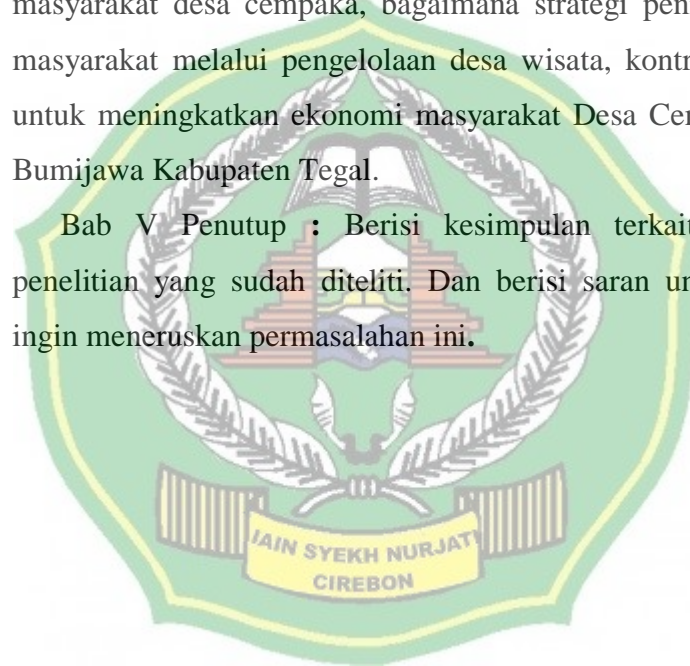 masyarakat desa cempaka, bagaimana strategi pen
masyarakat melalui pengelolaan desa wisata, kontr
untuk meningkatkan ekonomi masyarakat Desa Cer
Bumijawa Kabupaten Tegal.
Bab V Penutup : Berisi kesimpulan terkait
penelitian yang sudah diteliti. Dan berisi saran un
ingin meneruskan permasalahan ini.
IAIN SYEKH NURJATI
CIREBON